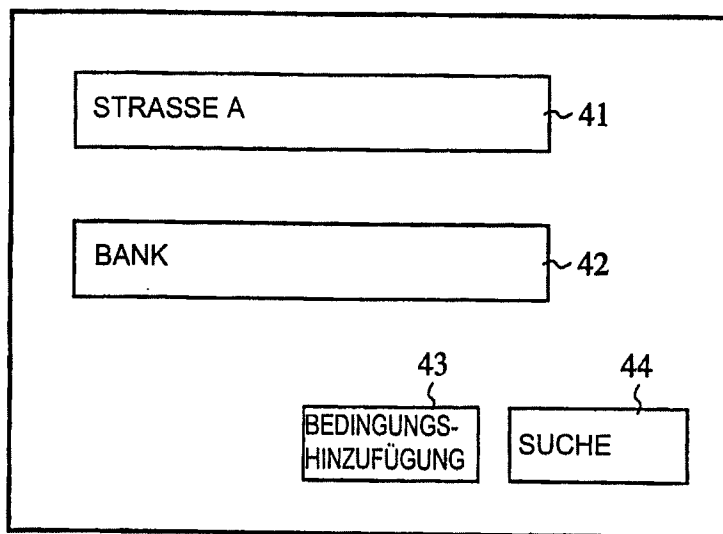 STRASSE A
41
BANK
42
43
44
BEDINGUNGS-
HINZUFÜGUNG
SUCHE